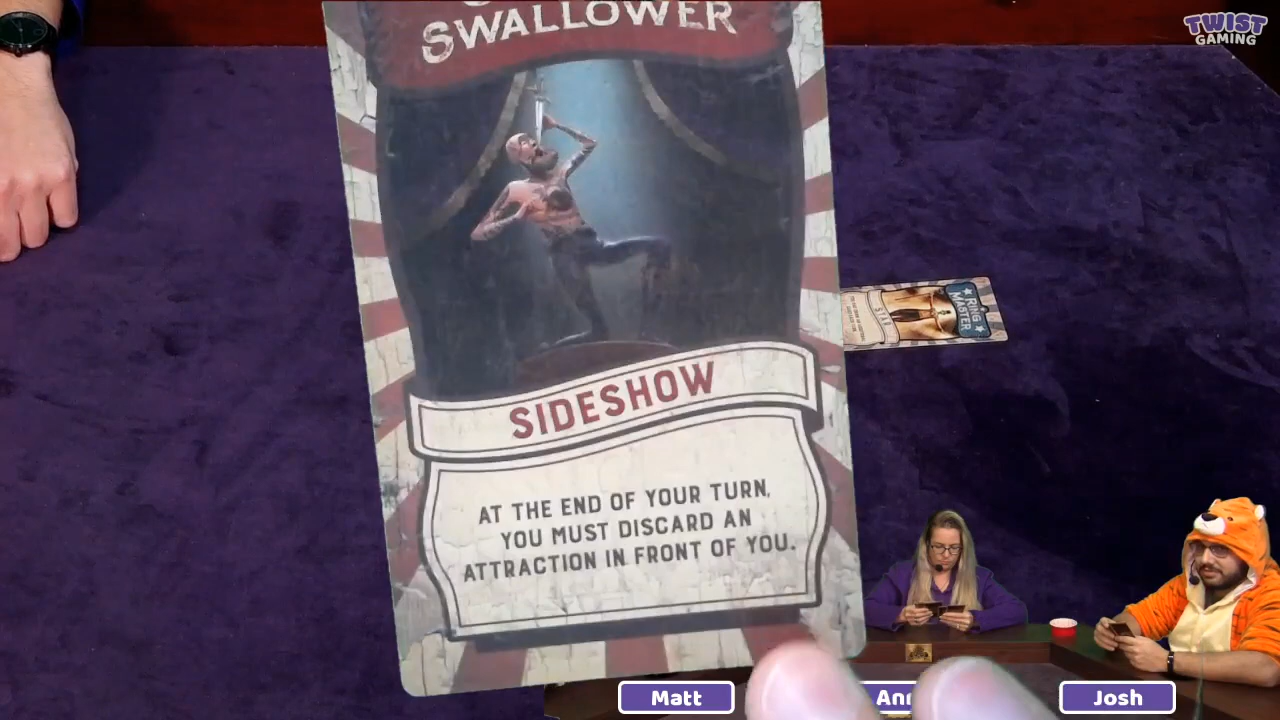 SWALLOWER
TWIST
GAMING
RING
MASTER
STAR
SIDESHOW
AT THE END OF YOUR TURN,
YOU MUST DISCARD AN
ATTRACTION IN FRONT OF YOU.
Matt
Josh